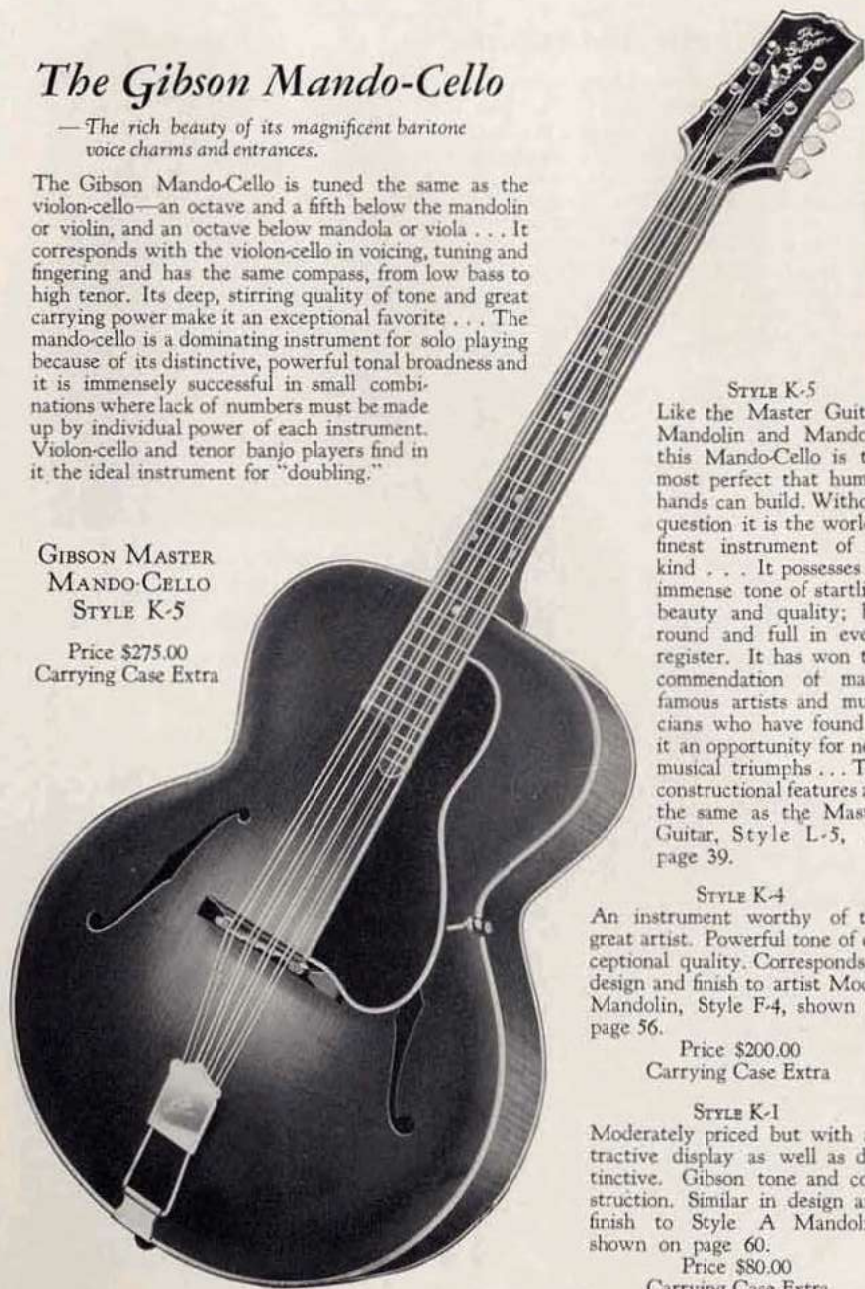 The Gibson Mando-Cello
— The rich beauty of its magnificent baritone
voice charms and entrances.
The Gibson Mando-Cello is tuned the same as the
violon-cello—an octave and a fifth below the mandolin
or violin, and an octave below mandola or viola . . . It
corresponds with the violon-cello in voicing, tuning and
fingering and has the same compass, from low bass to
high tenor. Its deep, stirring quality of tone and great
carrying power make it an exceptional favorite . . . The
mando-cello is a dominating instrument for solo playing
because of its distinctive, powerful tonal broadness and
it is immensely successful in small combi-
nations where lack of numbers must be made
up by individual power of each instrument.
Violon-cello and tenor banjo players find in
it the ideal instrument for "doubling."
GIBSON MASTER
MANDO-CELLO
STYLE K-5
Price $275.00
Carrying Case Extra
The
Gibson
STYLE K-5
Like the Master Guit
Mandolin and Mando
this Mando-Cello is t
most perfect that hum
hands can build. Witho
question it is the worl
finest instrument of
kind . . . It possesses
immense tone of startli
beauty and quality;
round and full in eve
register. It has won t
commendation of ma
famous artists and mu
cians who have found
it an opportunity for ne
musical triumphs . . . T
constructional features a
the same as the Mas
Guitar, Style L-5,
page 39.
STYLE K-4
An instrument worthy of t
great artist. Powerful tone of e
ceptional quality. Corresponds
design and finish to artist Mod
Mandolin, Style F-4, shown
page 56.
Price $200.00
Carrying Case Extra
STYLE K-1
Moderately priced but with a
tractive display as well as d
tinctive. Gibson tone and co
struction. Similar in design a
finish to Style A Mandoli
shown on page 60.
Price $80.00
Carrying Case Extra